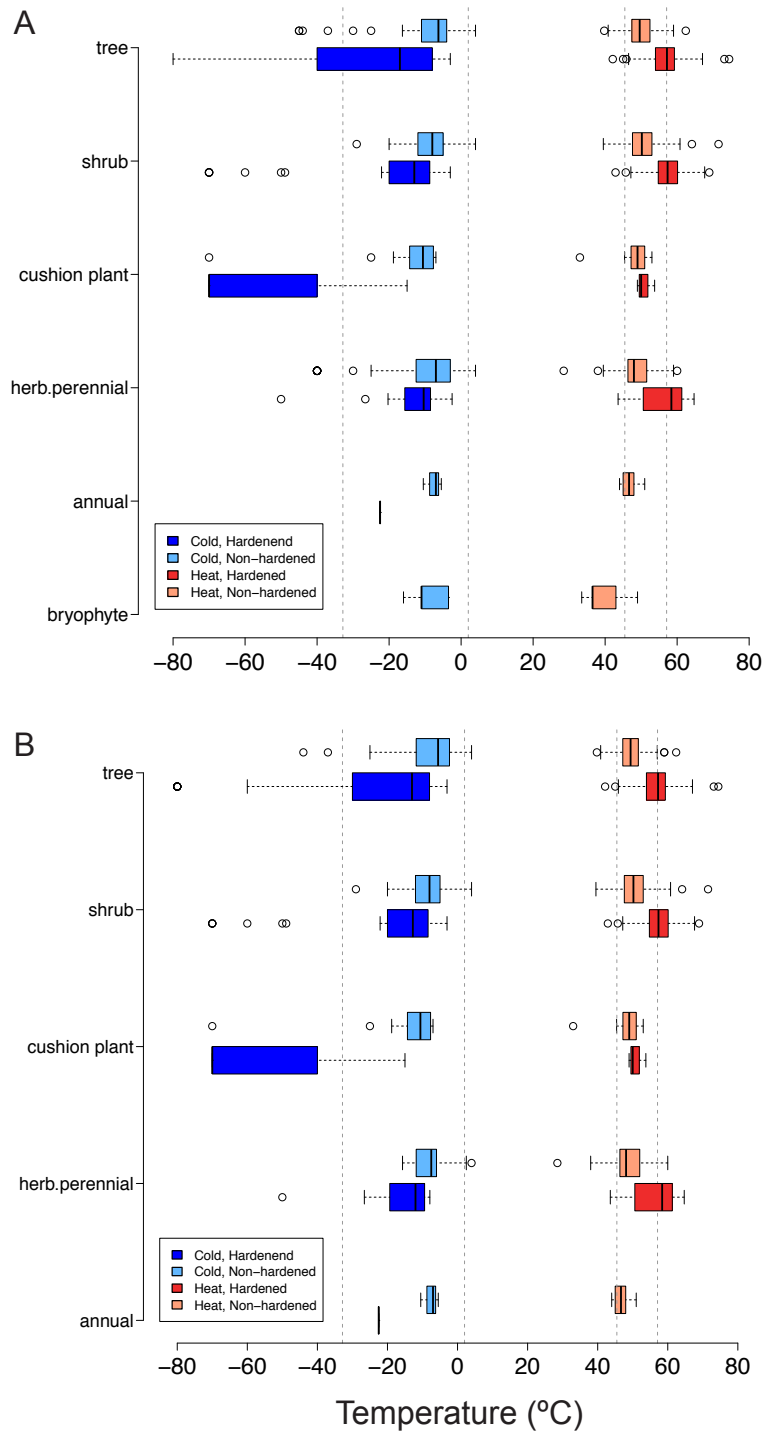 A
tree
shrub
cushion plant
herb.perennial
annual
bryophyte
Cold, Hardenend
Cold, Non-hardened
Heat, Hardened
Heat, Non-hardened
−80 −60 −40 −20 0 20 40 60 80
B
tree
shrub
cushion plant
herb.perennial
annual
Cold, Hardenend
Cold, Non-hardened
Heat, Hardened
Heat, Non-hardened
−80 −60 −40 −20 0 20 40 60 80
Temperature (ºC)